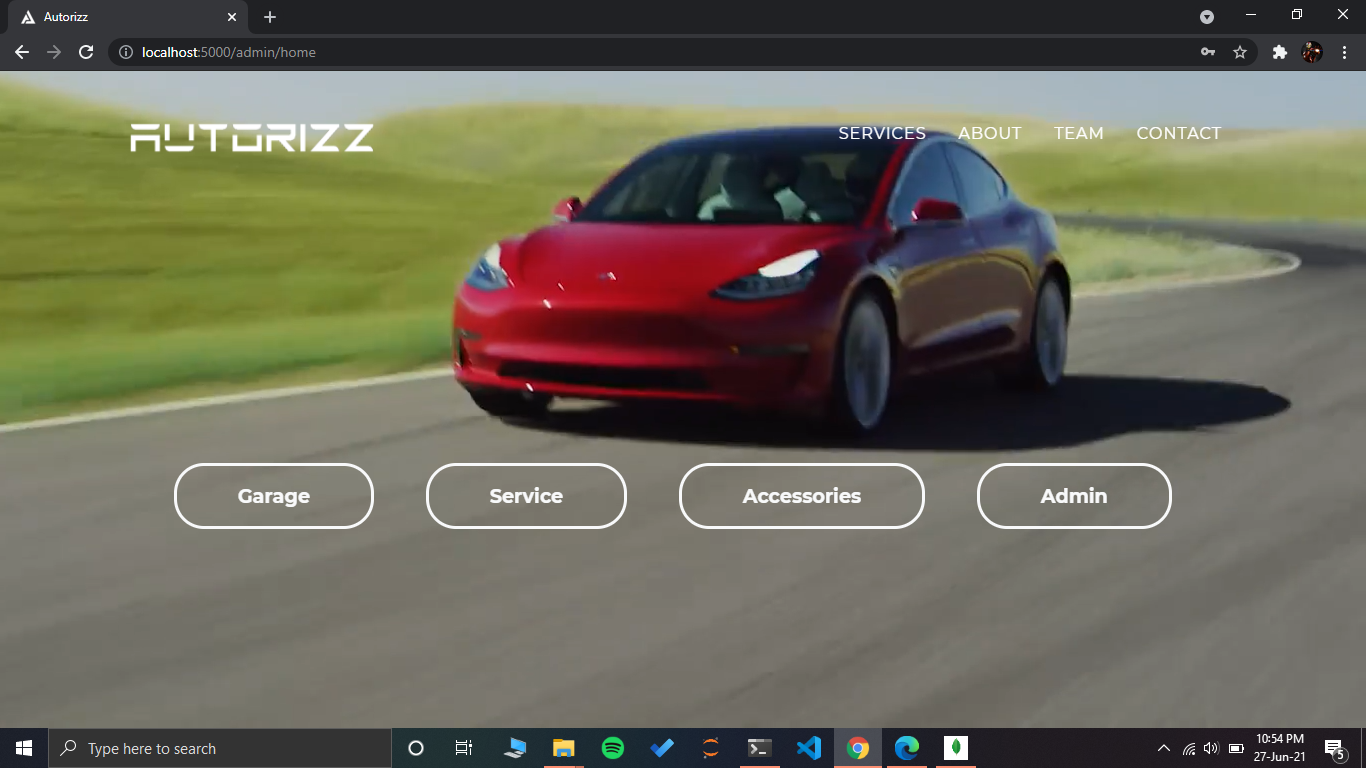 Autorizz
localhost:5000/admin/home
AUTORIZZ
SERVICES ABOUT TEAM CONTACT
Garage Service Accessories Admin
Type here to search
10:54 PM
27-Jun-21
5